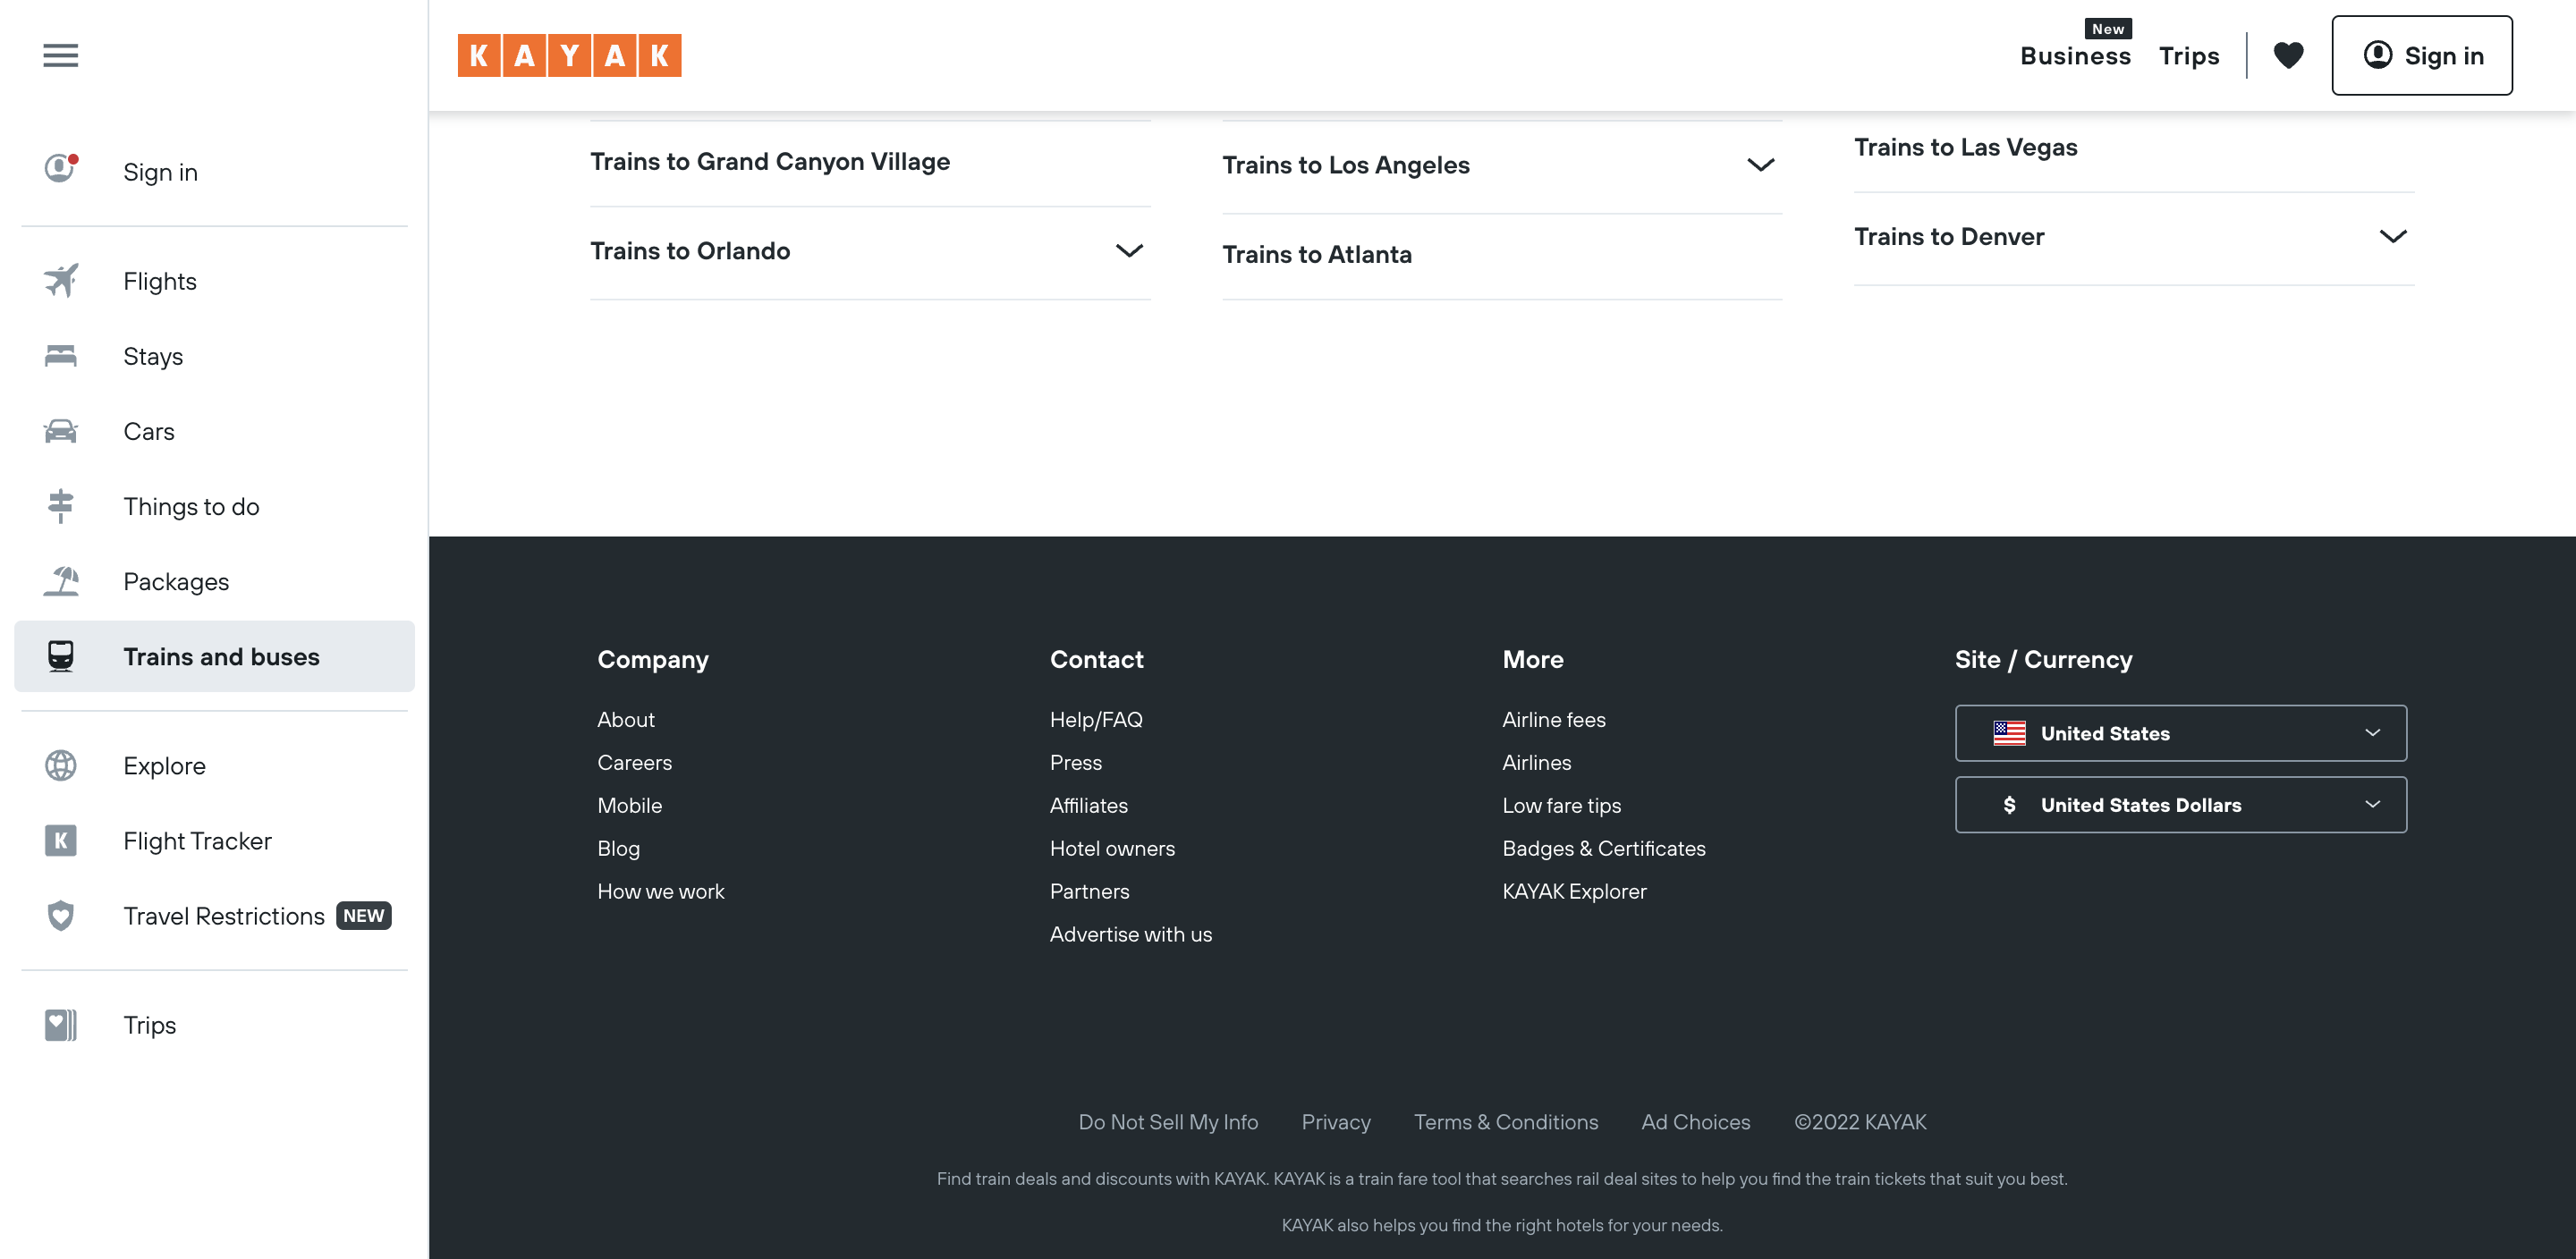 KAYAK
New
Business
Trips
Sign in
Sign in
Flights
Stays
Cars
Things to do
Packages
Trains and buses
Explore
K
Flight Tracker
Travel Restrictions NEW
Trips
Trains to Grand Canyon Village
Trains to Orlando
Trains to Los Angeles
Trains to Atlanta
Trains to Las Vegas
Trains to Denver
Company
About
Careers
Mobile
Blog
How we work
Contact
Help/FAQ
Press
Affiliates
Hotel owners
Partners
Advertise with us
More
Airline fees
Airlines
Low fare tips
Badges & Certificates
KAYAK Explorer
Site / Currency
United States
$ United States Dollars
Do Not Sell My Info Privacy Terms & Conditions Ad Choices ©2022 KAYAK
Find train deals and discounts with KAYAK. KAYAK is a train fare tool that searches rail deal sites to help you find the train tickets that suit you best.
KAYAK also helps you find the right hotels for your needs.